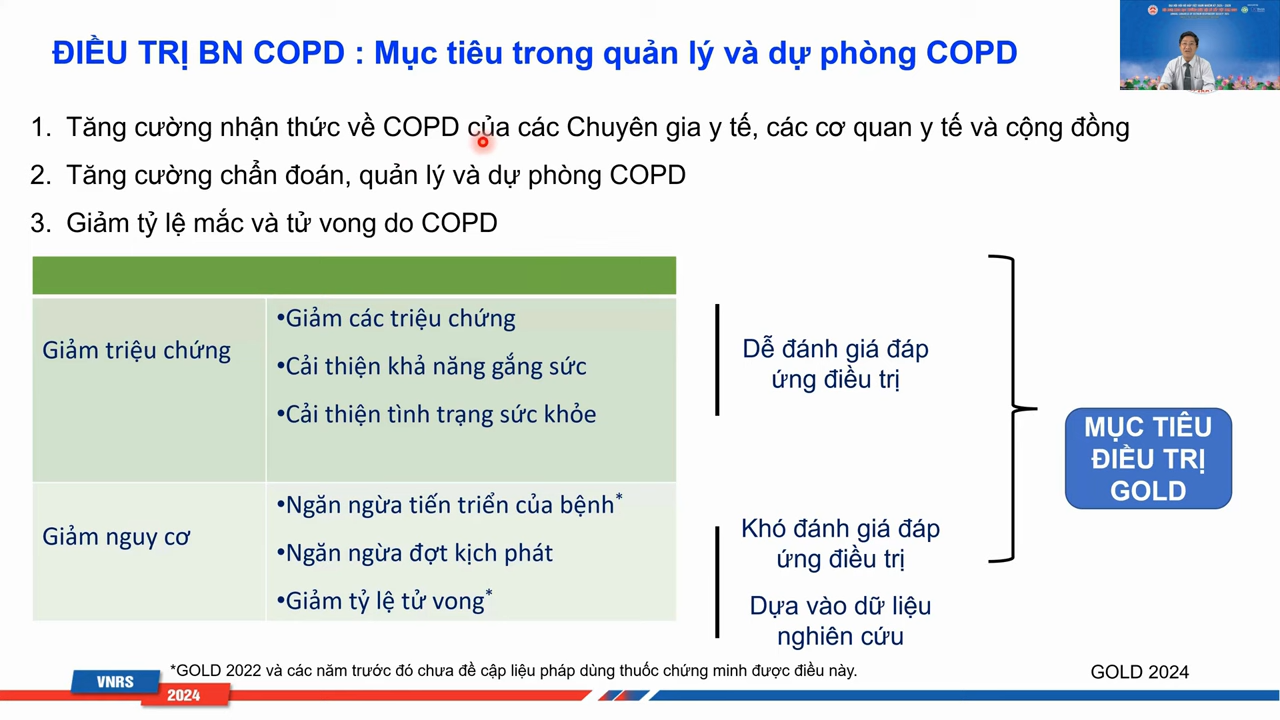 ĐIỀU TRỊ BN COPD : Mục tiêu trong quản lý và dự phòng COPD
1. Tăng cường nhận thức về COPD của các Chuyên gia y tế, các cơ quan y tế và cộng đồng
2. Tăng cường chẩn đoán, quản lý và dự phòng COPD
3. Giảm tỷ lệ mắc và tử vong do COPD
Giảm triệu chứng
•Giảm các triệu chứng
•Cải thiện khả năng gắng sức
•Cải thiện tình trạng sức khỏe
Dễ đánh giá đáp
ứng điều trị
Giảm nguy cơ
•Ngăn ngừa tiến triển của bệnh*
•Ngăn ngừa đợt kịch phát
•Giảm tỷ lệ tử vong*
Khó đánh giá đáp
ứng điều trị
Dựa vào dữ liệu
nghiên cứu
MỤC TIÊU
ĐIỀU TRỊ
GOLD
*GOLD 2022 và các năm trước đó chưa đề cập liệu pháp dùng thuốc chứng minh được điều này.
GOLD 2024
VNRS
2024